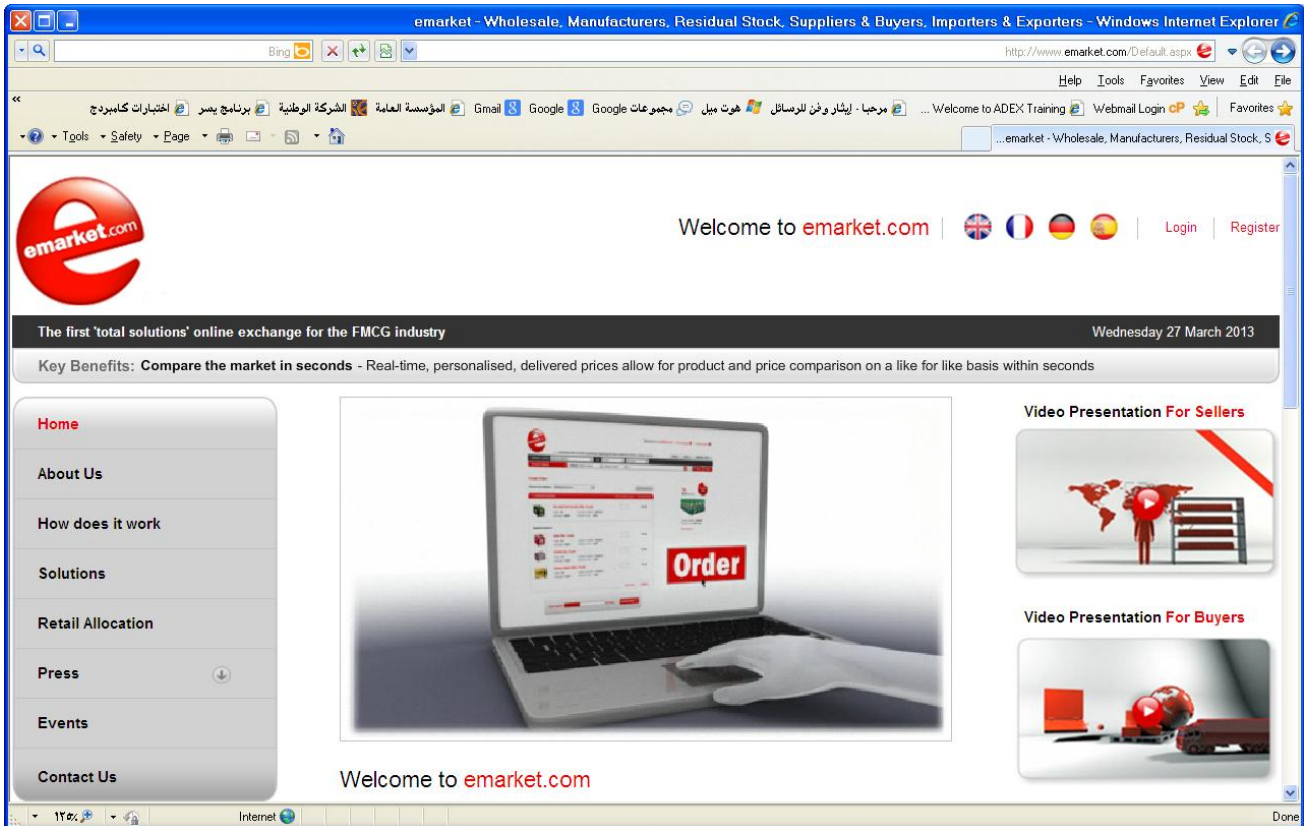 emarket - Wholesale, Manufacturers, Residual Stock, Suppliers & Buyers, Importers & Exporters - Windows Internet Explorer
Bing
http://www.emarket.com/Default.aspx
Help Tools Favorites View Edit File
Favorites
Webmail Login
Welcome to ADEX Training ...
مرحبا - إيثار وفن للرسائل
هوت ميل
مجموعات Google
Google
Gmail
المؤسسة العامة
الشركة الوطنية
برنامج يسر
اختبارات كامبردج
Tools Safety Page
...emarket - Wholesale, Manufacturers, Residual Stock, S
emarket.com
Welcome to emarket.com
Login
Register
The first 'total solutions' online exchange for the FMCG industry
Wednesday 27 March 2013
Key Benefits: Compare the market in seconds - Real-time, personalised, delivered prices allow for product and price comparison on a like for like basis within seconds
Home
About Us
How does it work
Solutions
Retail Allocation
Press
Events
Contact Us
Order
Video Presentation For Sellers
Video Presentation For Buyers
Welcome to emarket.com
١٢٥٪
Internet
Done